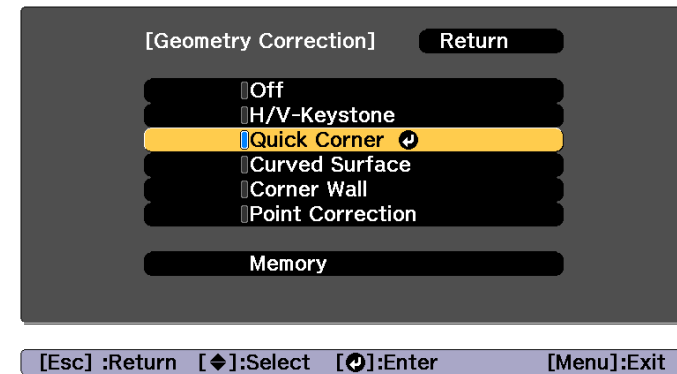 [Geometry Correction] Return
Off
H/V-Keystone
Quick Corner
Curved Surface
Corner Wall
Point Correction
Memory
[Esc] :Return [◆]:Select [↵]:Enter [Menu]:Exit